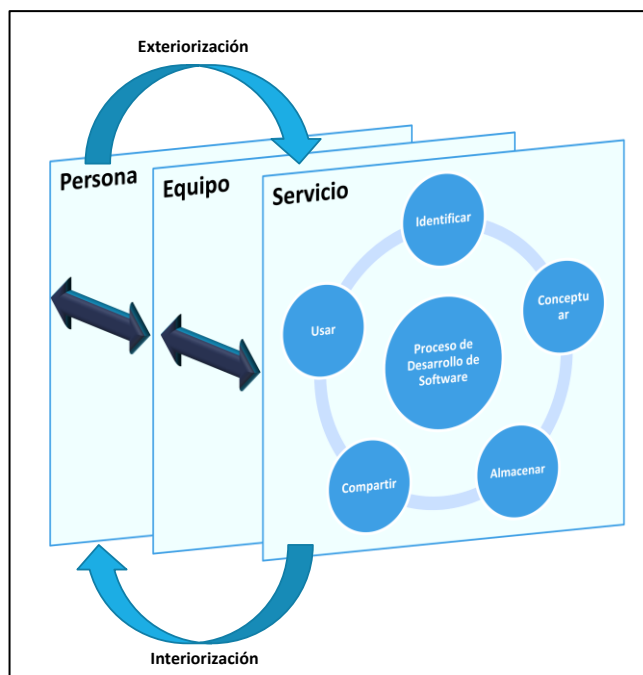 Exteriorización
Persona
Equipo
Servicio
Identificar
Conceptu
ar
Almacenar
Compartir
Usar
Proceso de
Desarrollo de
Software
Interiorización